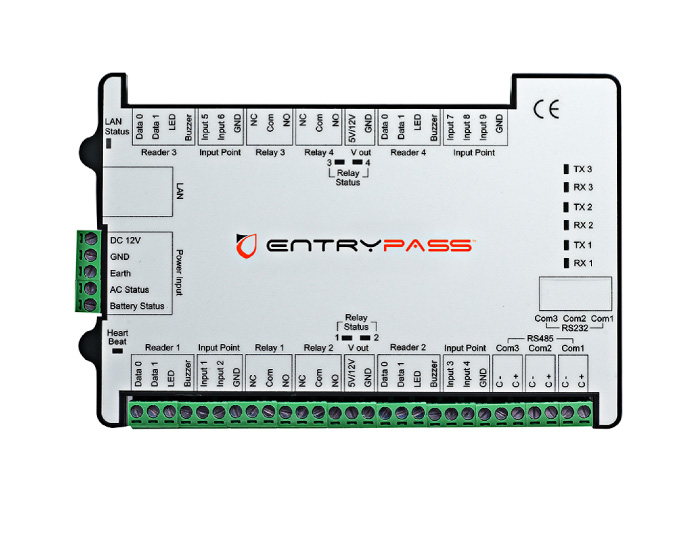 LAN
Status
Data 0
Data 1
LED
Buzzer
Input 5
Input 6
GND
NC
Com
NO
NC
Com
NO
5V/12V
GND
Data 0
Data 1
LED
Buzzer
Input 7
Input 8
Input 9
GND
CE
Reader 3
Input Point
Relay 3
Relay 4
V out
Reader 4
Input Point
3
4
Relay
Status
TX 3
RX 3
TX 2
RX 2
TX 1
RX 1
LAN
ENTRYPASS
DC 12V
GND
Earth
AC Status
Battery Status
Power Input
Com3 Com2 Com1
RS232
Heart
Beat
Relay
Status
1
2
Reader 1
Input Point
Relay 1
Relay 2
V out
Reader 2
Input Point
RS485
Com3
Com2
Com1
Data 0
Data 1
LED
Buzzer
Input 1
Input 2
GND
NC
Com
NO
NC
Com
NO
5V/12V
GND
Data 0
Data 1
LED
Buzzer
Input 3
Input 4
GND
C -
C +
C -
C +
C -
C +